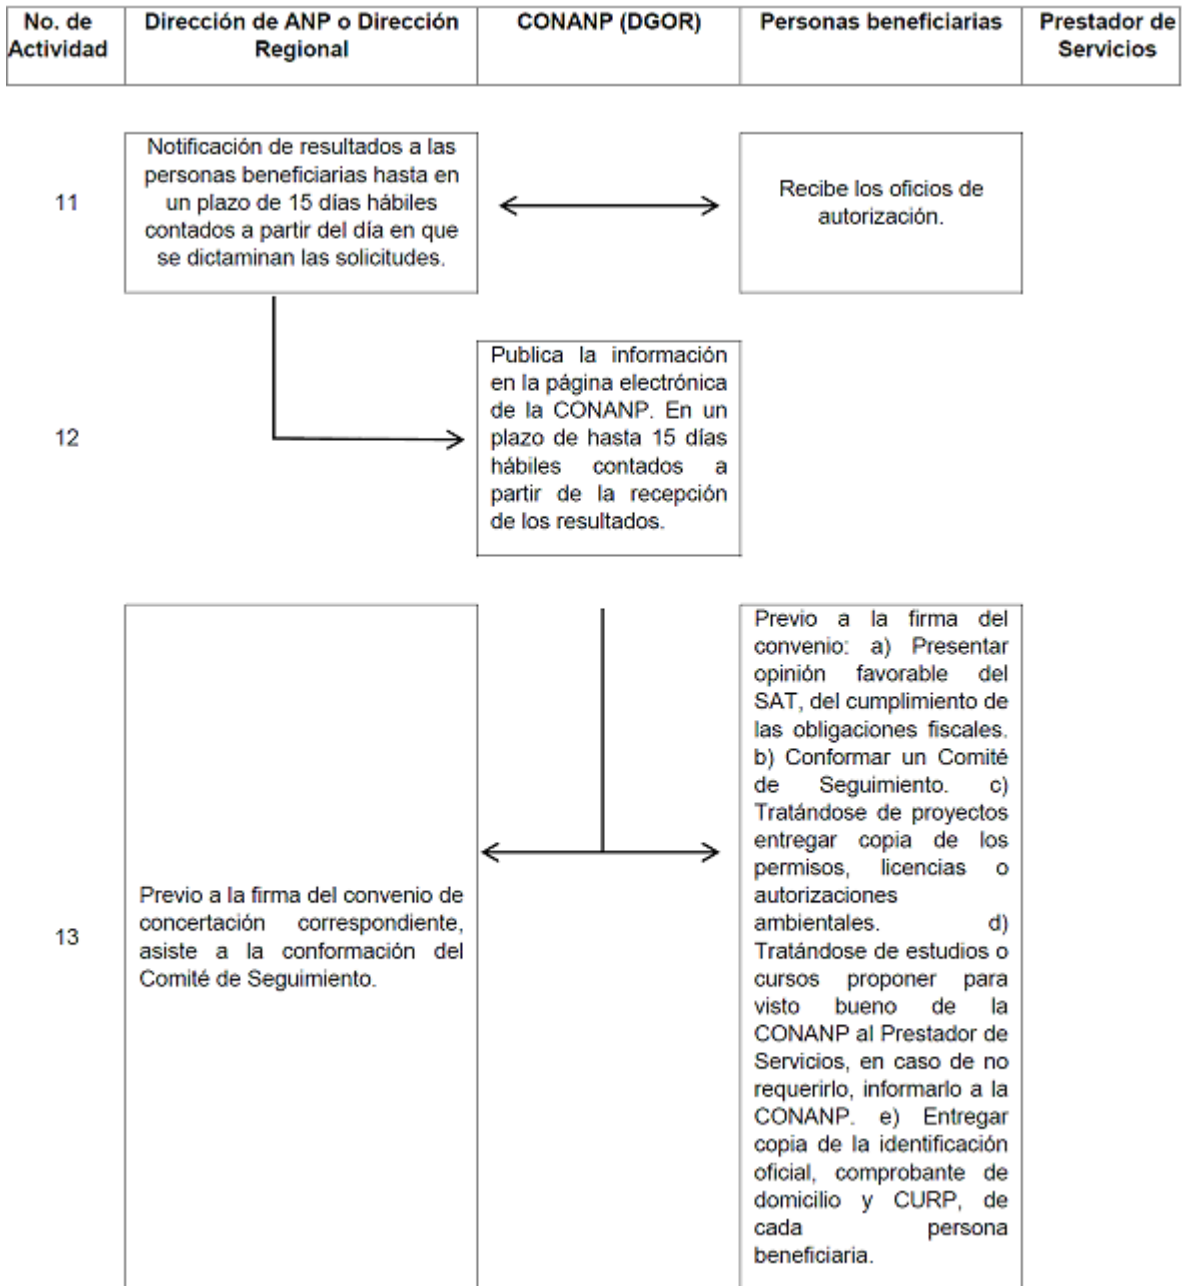 No. de
Actividad
Dirección de ANP o Dirección
Regional
CONANP (DGOR)
Personas beneficiarias
Prestador de
Servicios
11
Notificación de resultados a las
personas beneficiarias hasta en
un plazo de 15 días hábiles
contados a partir del día en que
se dictaminan las solicitudes.
Recibe los oficios de
autorización.
12
Publica la información
en la página electrónica
de la CONANP. En un
plazo de hasta 15 días
hábiles contados a
partir de la recepción
de los resultados.
13
Previo a la firma del convenio de
concertación correspondiente,
asiste a la conformación del
Comité de Seguimiento.
Previo a la firma del
convenio: a) Presentar
opinión favorable del
SAT, del cumplimiento de
las obligaciones fiscales.
b) Conformar un Comité
de Seguimiento. c)
Tratándose de proyectos
entregar copia de los
permisos, licencias o
autorizaciones
ambientales. d)
Tratándose de estudios o
cursos proponer para
visto bueno de la
CONANP al Prestador de
Servicios, en caso de no
requerirlo, informarlo a la
CONANP. e) Entregar
copia de la identificación
oficial, comprobante de
domicilio y CURP, de
cada persona
beneficiaria.